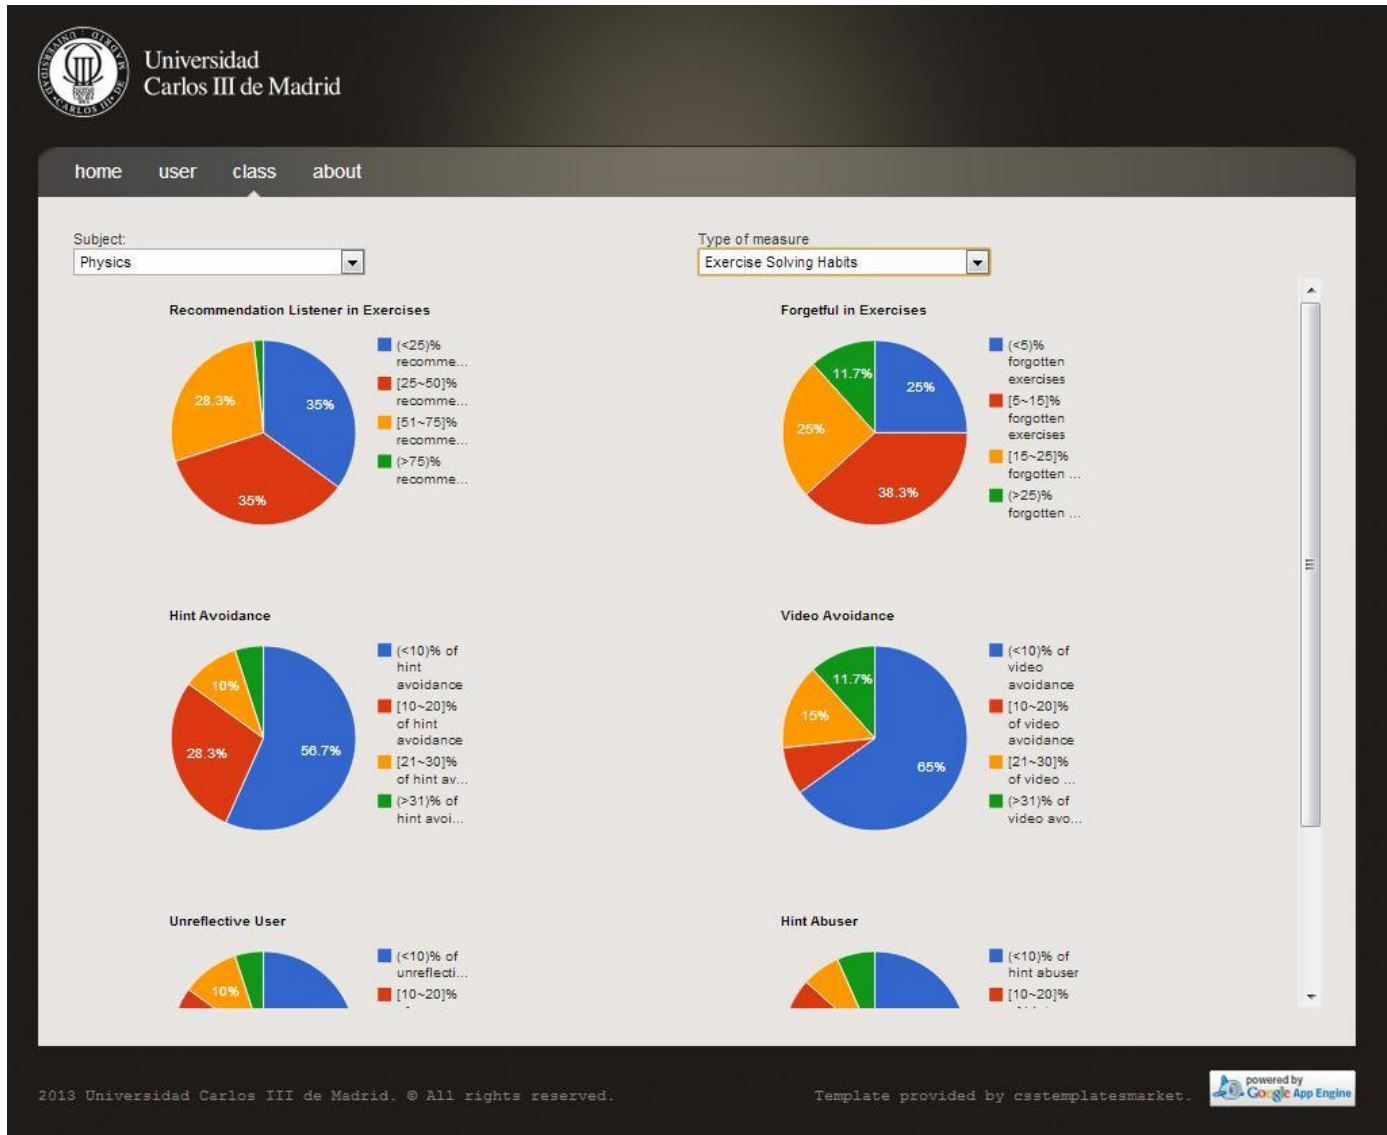 Universidad
Carlos III de Madrid
home user class about
Subject:
Physics
Type of measure
Exercise Solving Habits
Recommendation Listener in Exercises
35%
35%
28.3%
(<25)%
recomme...
[25~50]%
recomme...
[51~75]%
recomme...
(>75)%
recomme...
Forgetful in Exercises
25%
38.3%
25%
11.7%
(<5)%
forgotten
exercises
[5~15]%
forgotten
exercises
[15~25]%
forgotten ...
(>25)%
forgotten ...
Hint Avoidance
56.7%
28.3%
10%
(<10)% of
hint
avoidance
[10~20]%
of hint
avoidance
[21~30]%
of hint av...
(>31)% of
hint avoi...
Video Avoidance
65%
15%
11.7%
(<10)% of
video
avoidance
[10~20]%
of video
avoidance
[21~30]%
of video ...
(>31)% of
video avo...
Unreflective User
10%
(<10)% of
unreflecti...
[10~20]%
Hint Abuser
(<10)% of
hint abuser
[10~20]%
2013 Universidad Carlos III de Madrid. © All rights reserved.
Template provided by csstemplatesmarket.
powered by
Google App Engine